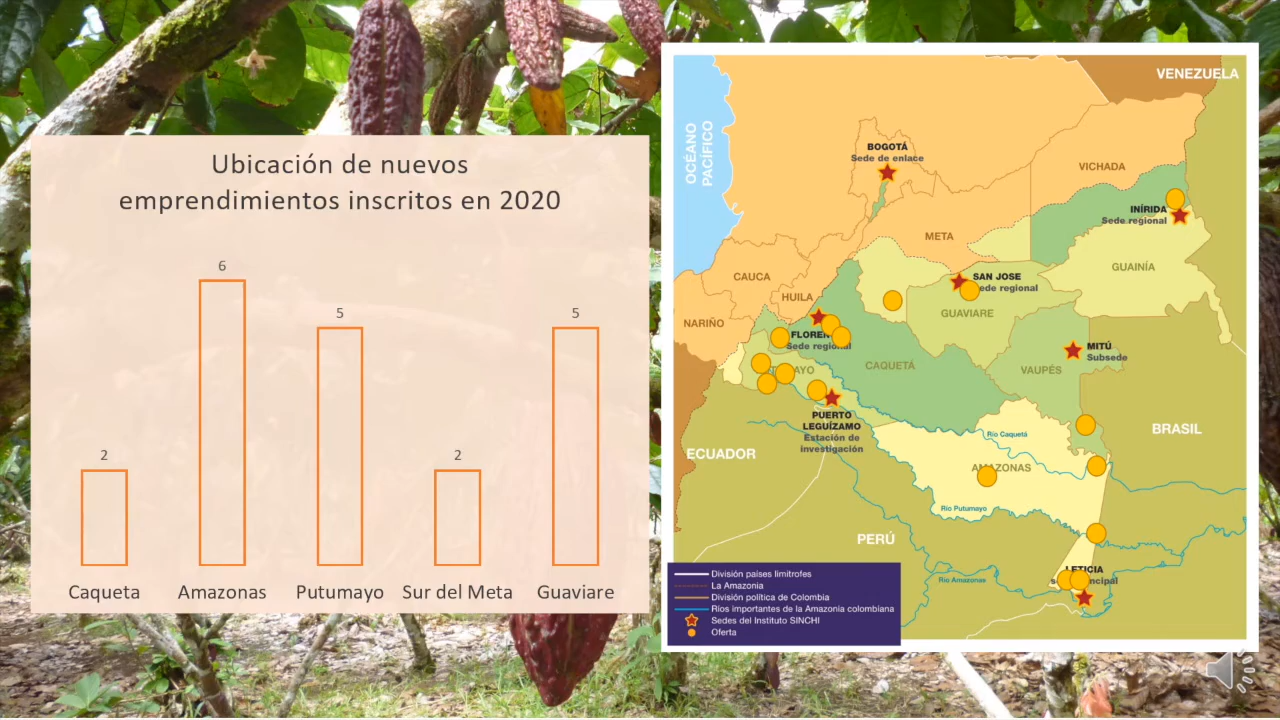 Ubicación de nuevos
emprendimientos inscritos en 2020
2
6
5
2
5
Caqueta
Amazonas
Putumayo
Sur del Meta
Guaviare
VENEZUELA
OCÉANO
PACÍFICO
BOGOTÁ
Sede de enlace
VICHADA
INÍRIDA
Sede regional
META
GUAINÍA
CAUCA
SAN JOSE
ede regional
HUILA
GUAVIARE
NARIÑO
FLOREN
Sede regional
MITÚ
Subsede
CAQUETÁ
VAUPÉS
AYO
PUERTO
LEGUÍZAMO
Estación de
investigación
Río Caquetá
BRASIL
ECUADOR
AMAZONAS
Río Putumayo
PERÚ
LETICIA
Río Amazonas
División países limítrofes
La Amazonia
División política de Colombia
Ríos importantes de la Amazonia colombiana
Sedes del Instituto SINCHI
Oferta